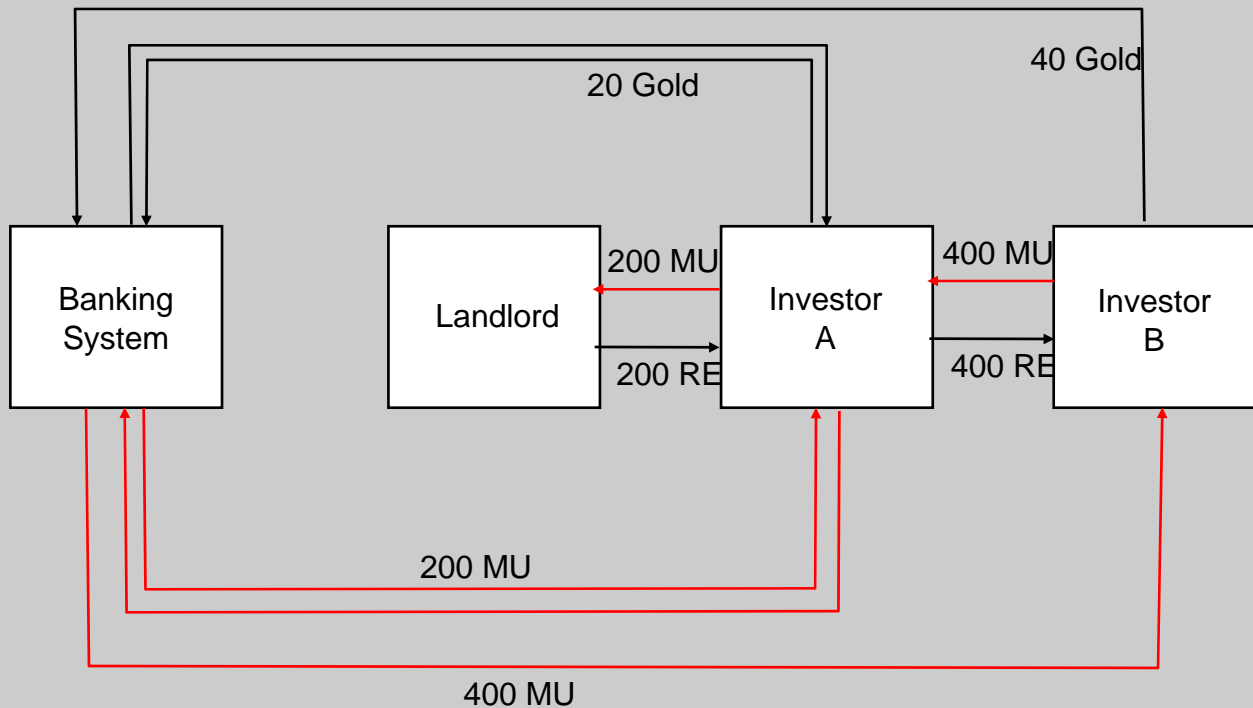 40 Gold
20 Gold
Banking
System
Landlord
200 MU
200 RE
Investor
A
400 MU
400 RE
Investor
B
200 MU
400 MU